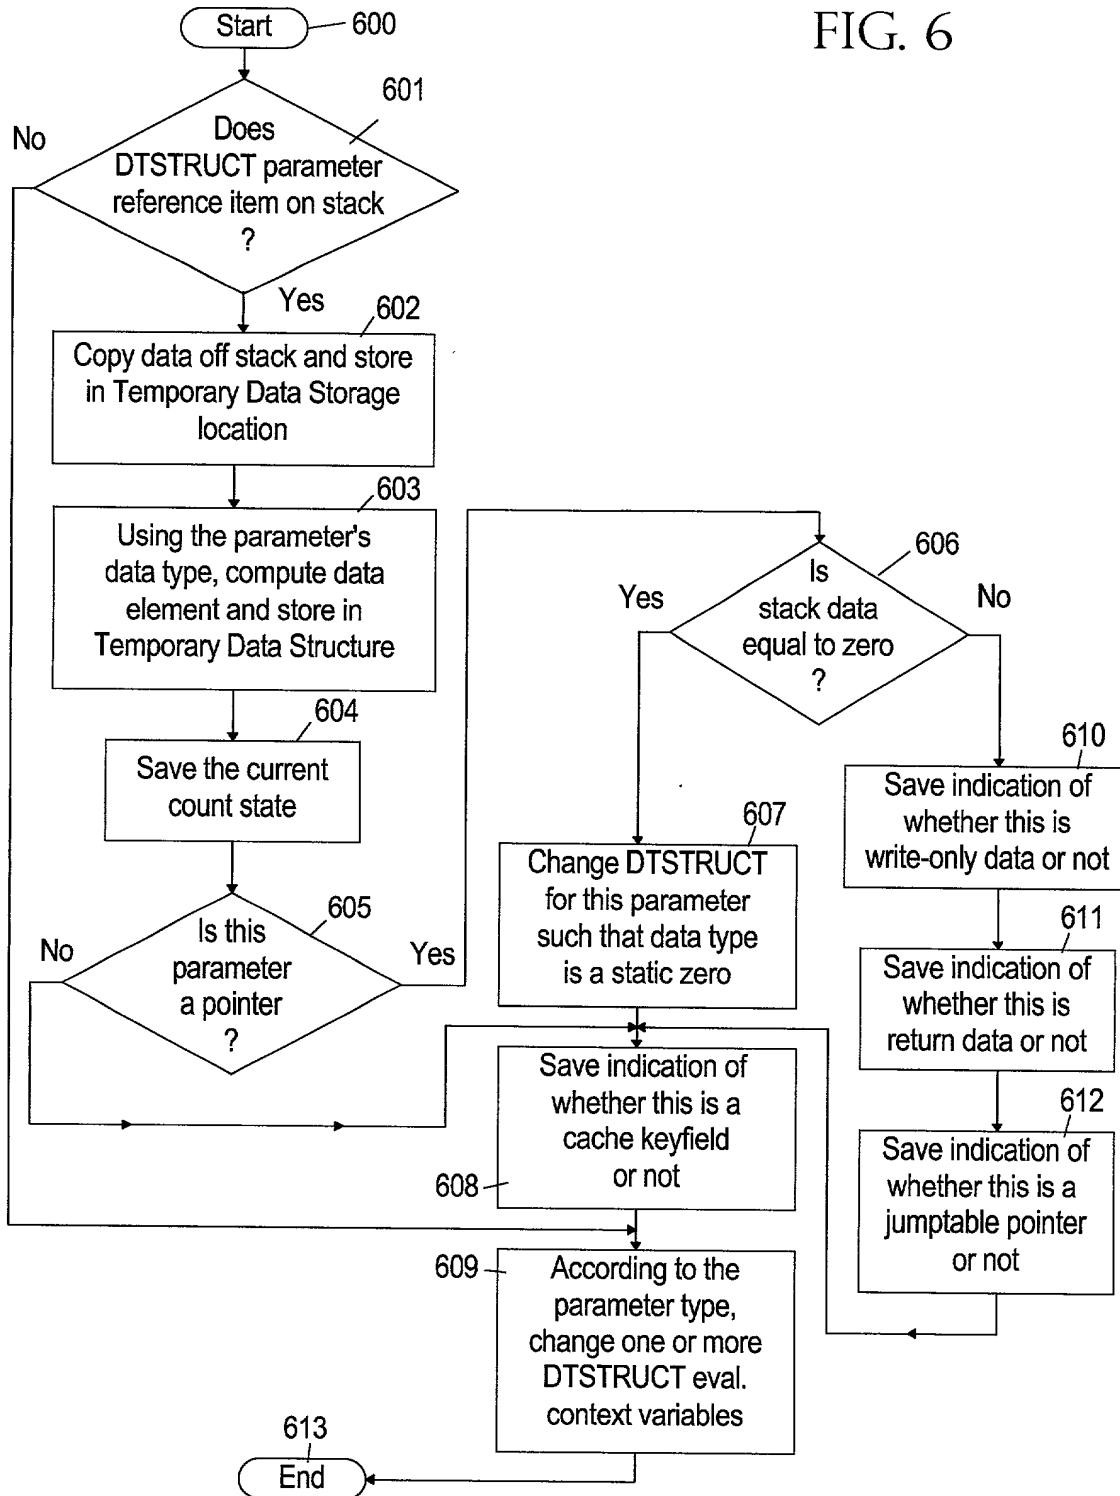 FIG. 6
Start
600
601
No
Does
DTSTRUCT parameter
reference item on stack
?
Yes
602
Copy data off stack and store
in Temporary Data Storage
location
603
Using the parameter's
data type, compute data
element and store in
Temporary Data Structure
604
Save the current
count state
605
No
Is this
parameter
a pointer
?
Yes
606
Yes
Is
stack data
equal to zero
?
No
607
Change DTSTRUCT
for this parameter
such that data type
is a static zero
608
Save indication of
whether this is a
cache keyfield
or not
609
According to the
parameter type,
change one or more
DTSTRUCT eval.
context variables
610
Save indication of
whether this is
write-only data or not
611
Save indication of
whether this is
return data or not
612
Save indication of
whether this is a
jumptable pointer
or not
613
End